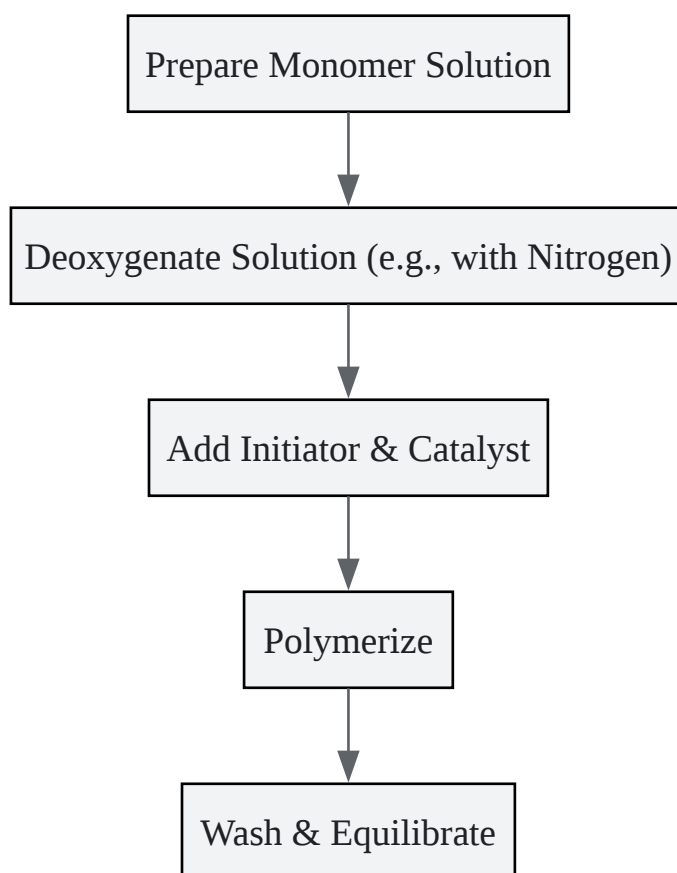 Prepare Monomer Solution
Deoxygenate Solution (e.g., with Nitrogen)
Add Initiator & Catalyst
Polymerize
Wash & Equilibrate